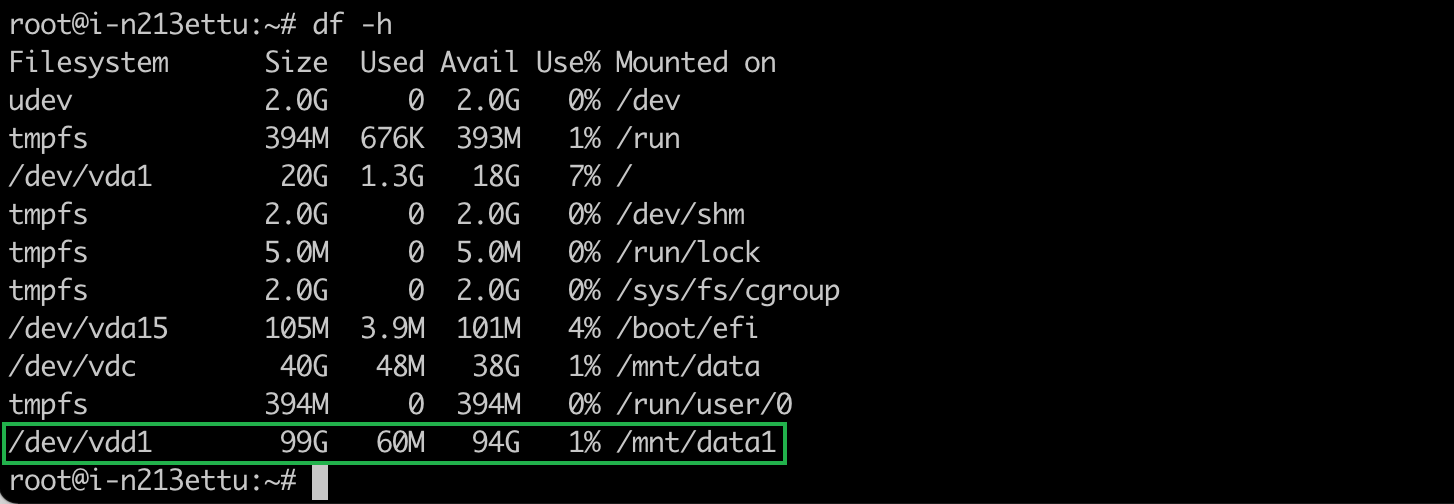 root@i-n213ettu:~# df -h
Filesystem      Size  Used Avail Use% Mounted on
udev            2.0G     0  2.0G   0% /dev
tmpfs           394M  676K  393M   1% /run
/dev/vda1        20G  1.3G   18G   7% /
tmpfs           2.0G     0  2.0G   0% /dev/shm
tmpfs           5.0M     0  5.0M   0% /run/lock
tmpfs           2.0G     0  2.0G   0% /sys/fs/cgroup
/dev/vda15      105M  3.9M  101M   4% /boot/efi
/dev/vdc         40G   48M   38G   1% /mnt/data
tmpfs           394M     0  394M   0% /run/user/0
/dev/vdd1        99G   60M   94G   1% /mnt/data1
root@i-n213ettu:~#